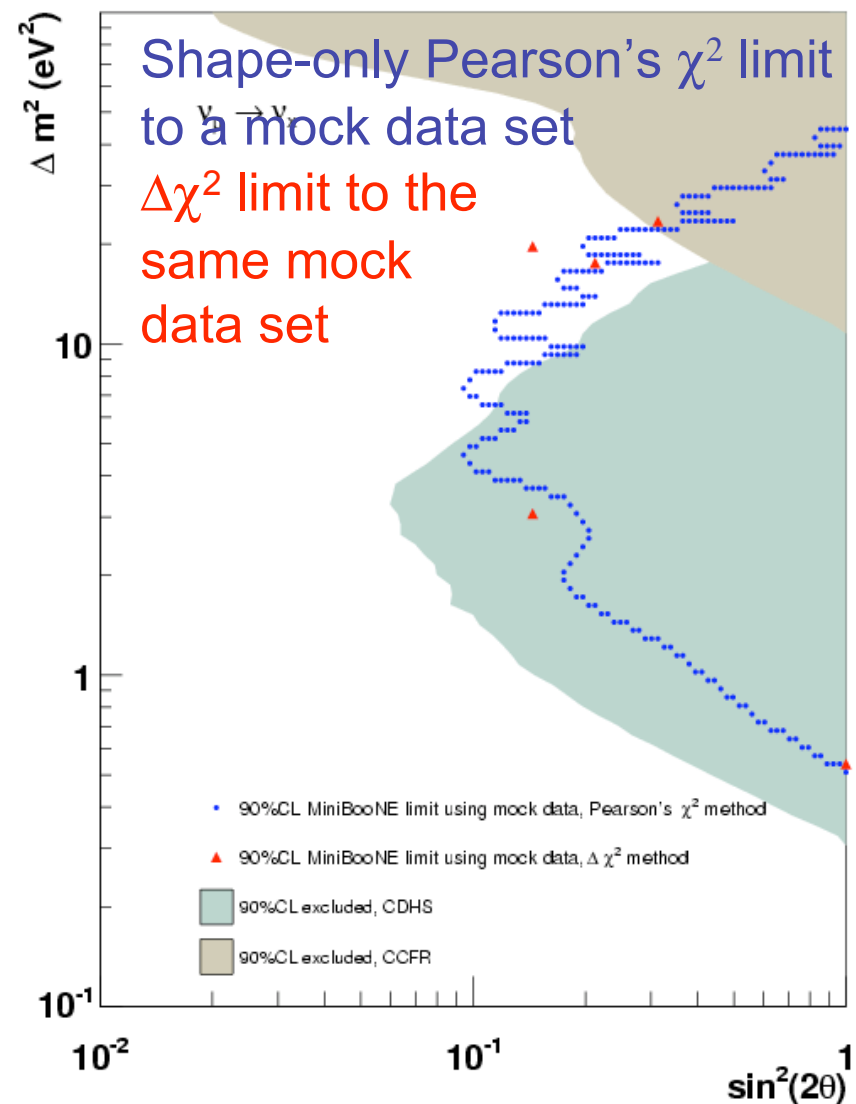 Shape-only Pearson's χ² limit
to a mock data set
Δχ² limit to the
same mock
data set
Δ m² (eV²)
10
1
10⁻¹
90%CL MiniBooNE limit using mock data, Pearson's χ² method
90%CL MiniBooNE limit using mock data, Δ χ² method
90%CL excluded, CDHS
90%CL excluded, CCFR
10⁻²
10⁻¹
1
sin²(2θ)